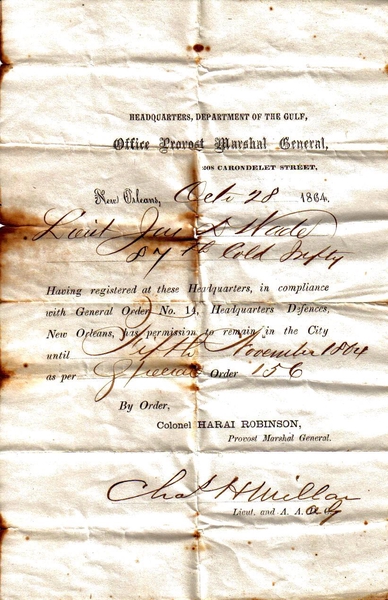 HEADQUARTERS, DEPARTMENT OF THE GULF,
Office Provost Marshal General,
208 CARONDELET STREET,
New Orleans, Oct 28 1864.
Lieut Jno D Wade
87th Cold Infty
Having registered at these Headquarters, in compliance
with General Order No. 14, Headquarters Defences,
New Orleans, has permission to remain in the City
until Fifth November 1864
as per Special Order 156
By Order,
Colonel HARAI ROBINSON,
Provost Marshal General.
Chas H Millar
Lieut. and A. A. A G